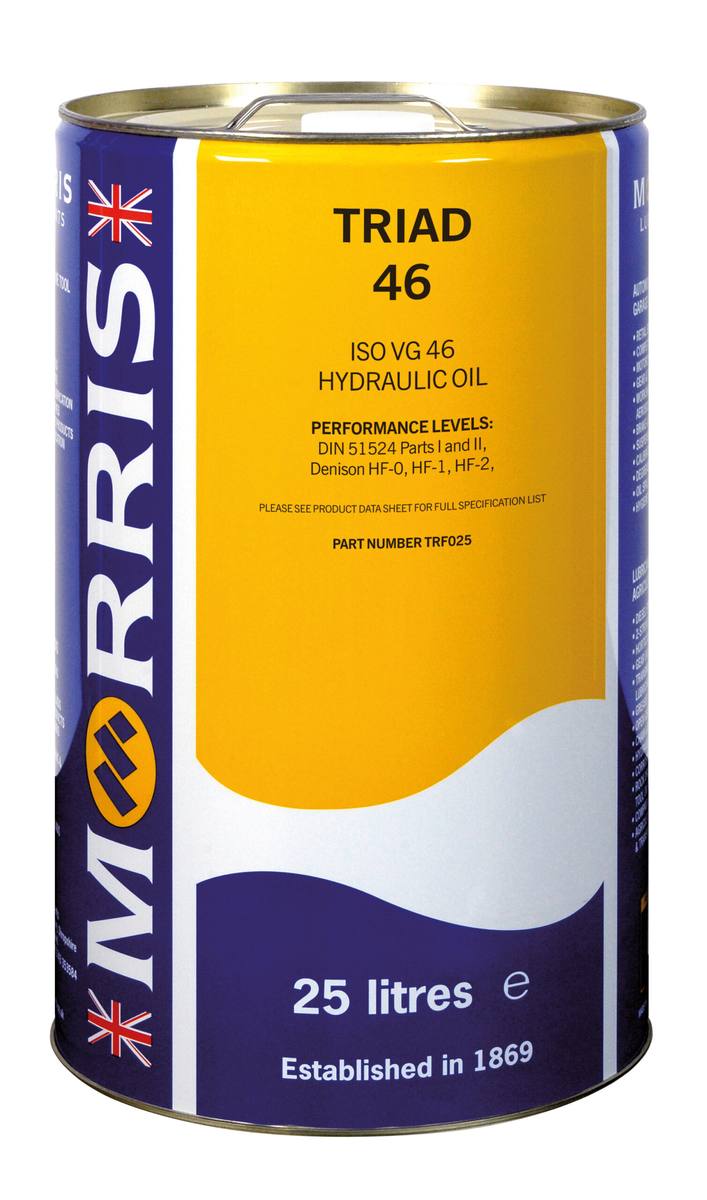 MORRIS
TRIAD
46
ISO VG 46
HYDRAULIC OIL
PERFORMANCE LEVELS:
DIN 51524 Parts I and II,
Denison HF-0, HF-1, HF-2,
PLEASE SEE PRODUCT DATA SHEET FOR FULL SPECIFICATION LIST
PART NUMBER TRF025
25 litres e
Established in 1869